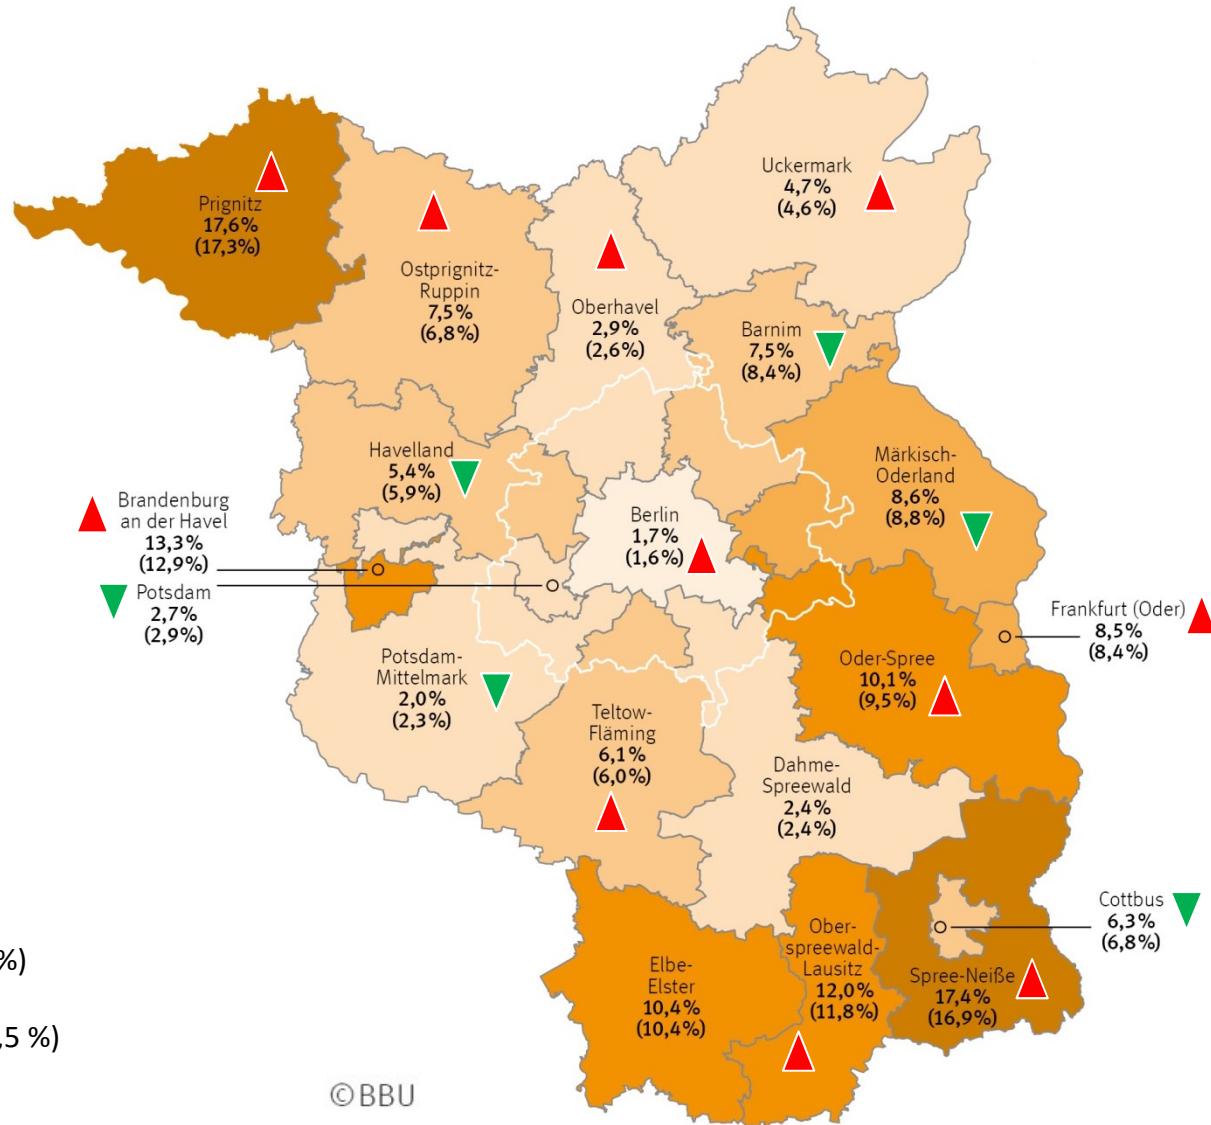 Uckermark
4,7%
(4,6%)
Prignitz
17,6%
(17,3%)
Ostprignitz-
Ruppin
7,5%
(6,8%)
Oberhavel
2,9%
(2,6%)
Barnim
7,5%
(8,4%)
Havelland
5,4%
(5,9%)
Märkisch-
Oderland
8,6%
(8,8%)
Brandenburg
an der Havel
13,3%
(12,9%)
Berlin
1,7%
(1,6%)
Potsdam
2,7%
(2,9%)
Frankfurt (Oder)
8,5%
(8,4%)
Potsdam-
Mittelmark
2,0%
(2,3%)
Oder-Spree
10,1%
(9,5%)
Teltow-
Fläming
6,1%
(6,0%)
Dahme-
Spreewald
2,4%
(2,4%)
Cottbus
6,3%
(6,8%)
Elbe-
Elster
10,4%
(10,4%)
Ober-
spreewald-
Lausitz
12,0%
(11,8%)
Spree-Neiße
17,4%
(16,9%)
%)
,5 %)
©BBU